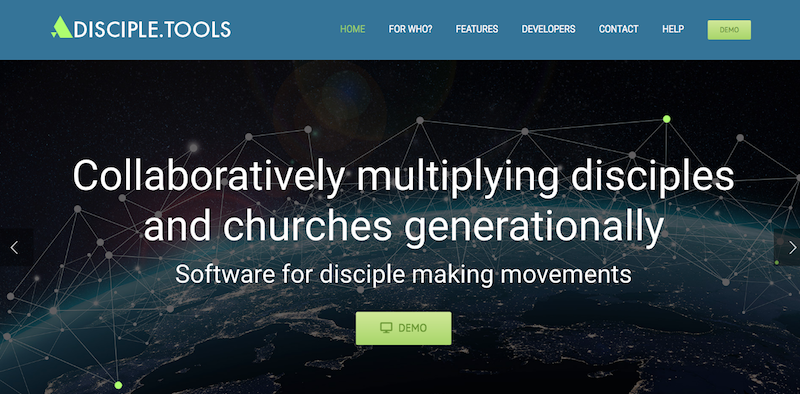 DISCIPLE.TOOLS
HOME FOR WHO? FEATURES DEVELOPERS CONTACT HELP DEMO
Collaboratively multiplying disciples
and churches generationally
Software for disciple making movements
DEMO